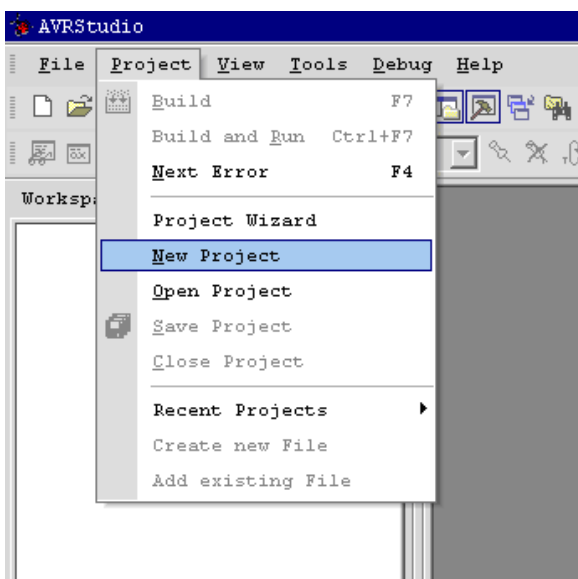 AVRStudio
File Project View Tools Debug Help
Build F7
Build and Run Ctrl+F7
Next Error F4
Project Wizard
New Project
Open Project
Save Project
Close Project
Recent Projects
Create new File
Add existing File